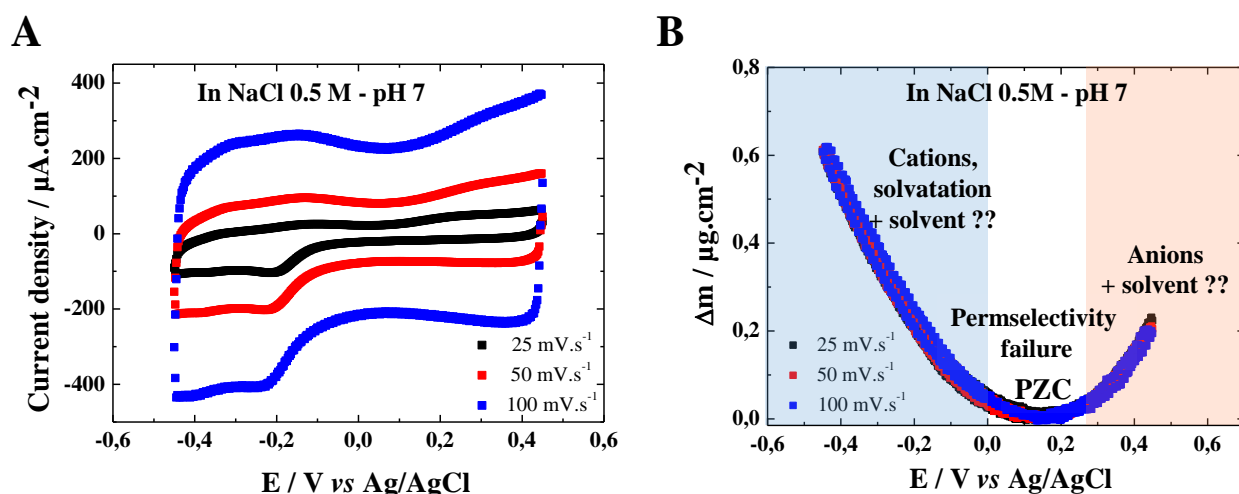 A
In NaCl 0.5 M - pH 7
Current density / µA.cm-2
400
200
0
-200
-400
25 mV.s-1
50 mV.s-1
100 mV.s-1
-0,6
-0,4
-0,2
0,0
0,2
0,4
0,6
E / V vs Ag/AgCl
B
In NaCl 0.5M - pH 7
Δm / µg.cm-2
0,8
0,6
0,4
0,2
0,0
Cations,
solvatation
+ solvent ??
Anions
+ solvent ??
Permselectivity
failure
PZC
25 mV.s-1
50 mV.s-1
100 mV.s-1
-0,6
-0,4
-0,2
0,0
0,2
0,4
0,6
E / V vs Ag/AgCl